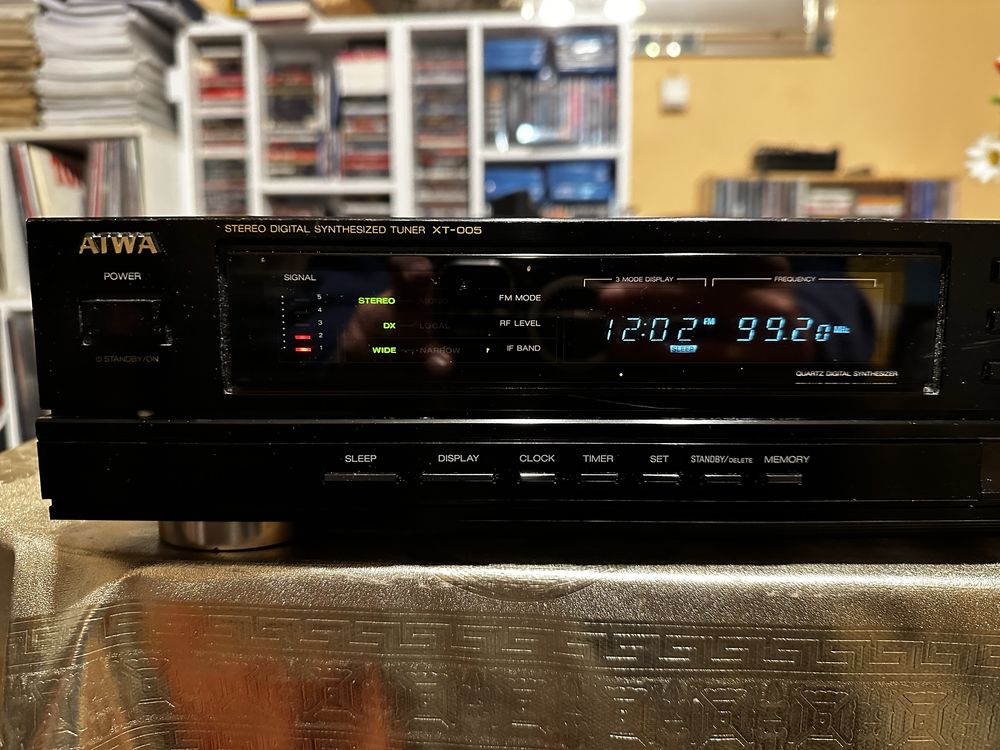 STEREO DIGITAL SYNTHESIZED TUNER XT-005
AIWA
POWER
STANDBY/ON
SIGNAL
5
4
3
2
1
STEREO MONO FM MODE
DX LOCAL RF LEVEL
WIDE NARROW IF BAND
3 MODE DISPLAY FREQUENCY
12:02 FM 99.20 MHz
SLEEP
QUARTZ DIGITAL SYNTHESIZER
SLEEP DISPLAY CLOCK TIMER SET STANDBY/DELETE MEMORY